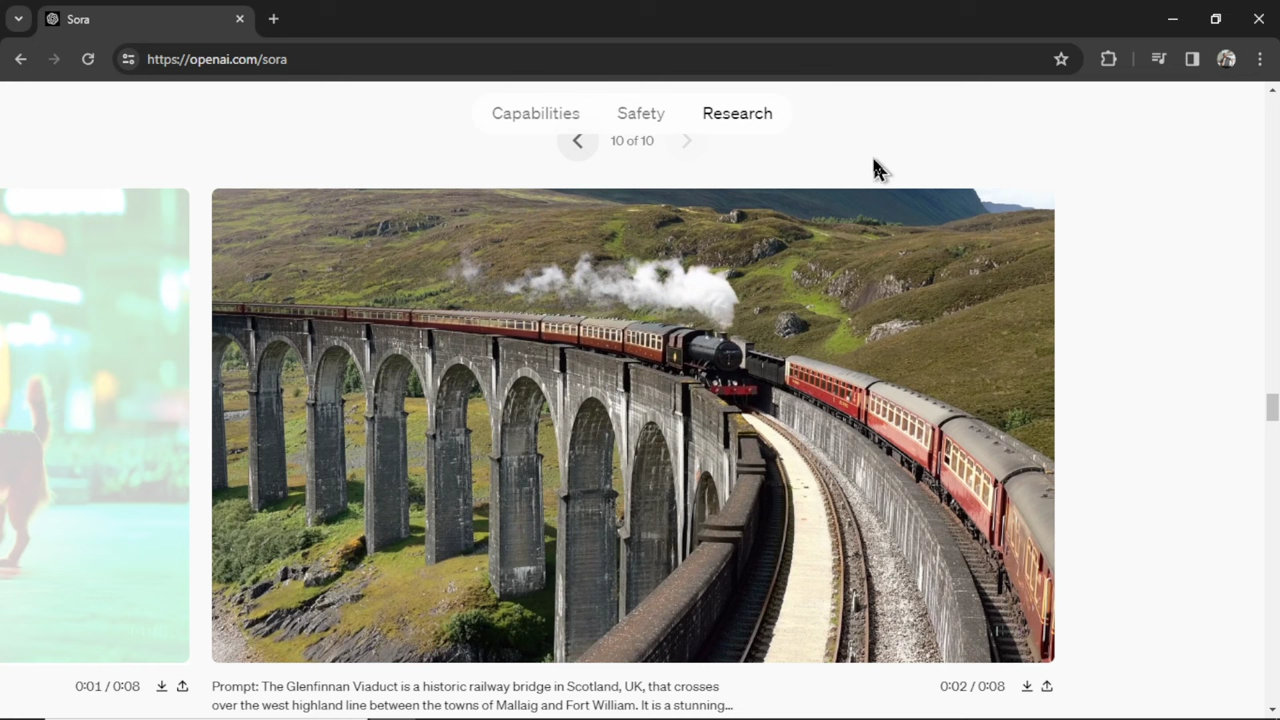 Sora
https://openai.com/sora
Capabilities Safety Research
10 of 10
0:01 / 0:08
Prompt: The Glenfinnan Viaduct is a historic railway bridge in Scotland, UK, that crosses
over the west highland line between the towns of Mallaig and Fort William. It is a stunning...
0:02 / 0:08